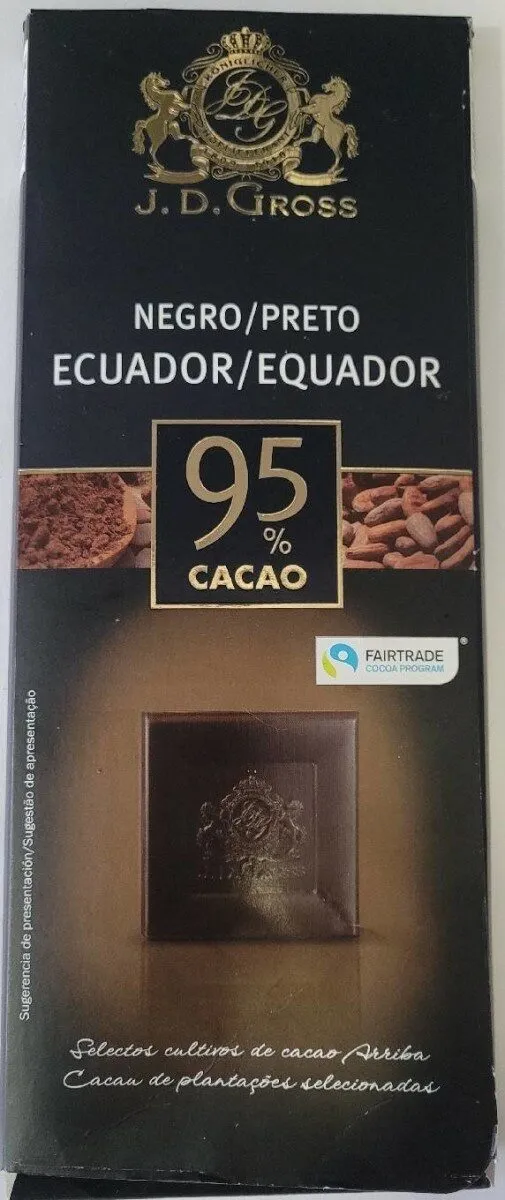 JDG
J. D. GROSS
NEGRO/PRETO
ECUADOR/EQUADOR
95
%
CACAO
FAIRTRADE
COCOA PROGRAM
®
Sugerencia de presentación/Sugestão de apresentação
Selectos cultivos de cacao Arriba
Cacau de plantações selecionadas